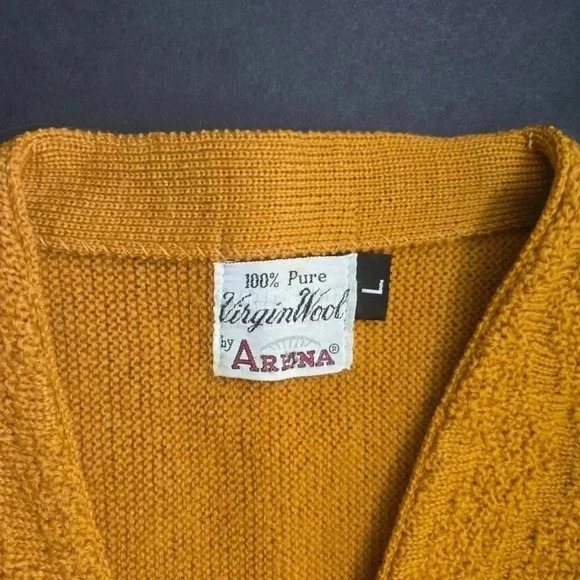 100% Pure
Virgin Wool
by ARENA®
L